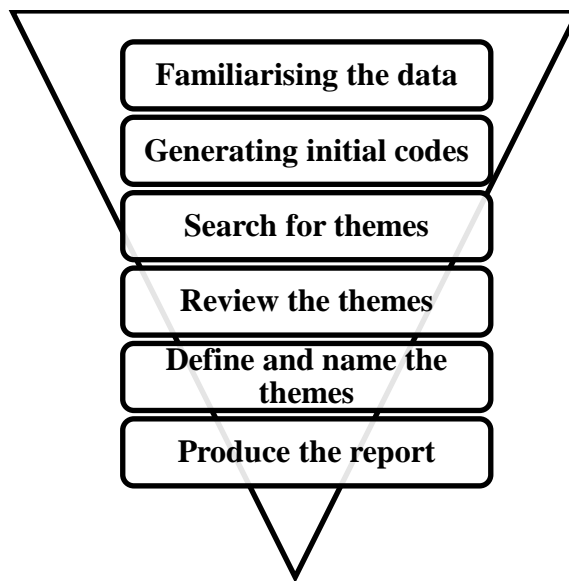 Familiarising the data
Generating initial codes
Search for themes
Review the themes
Define and name the
themes
Produce the report